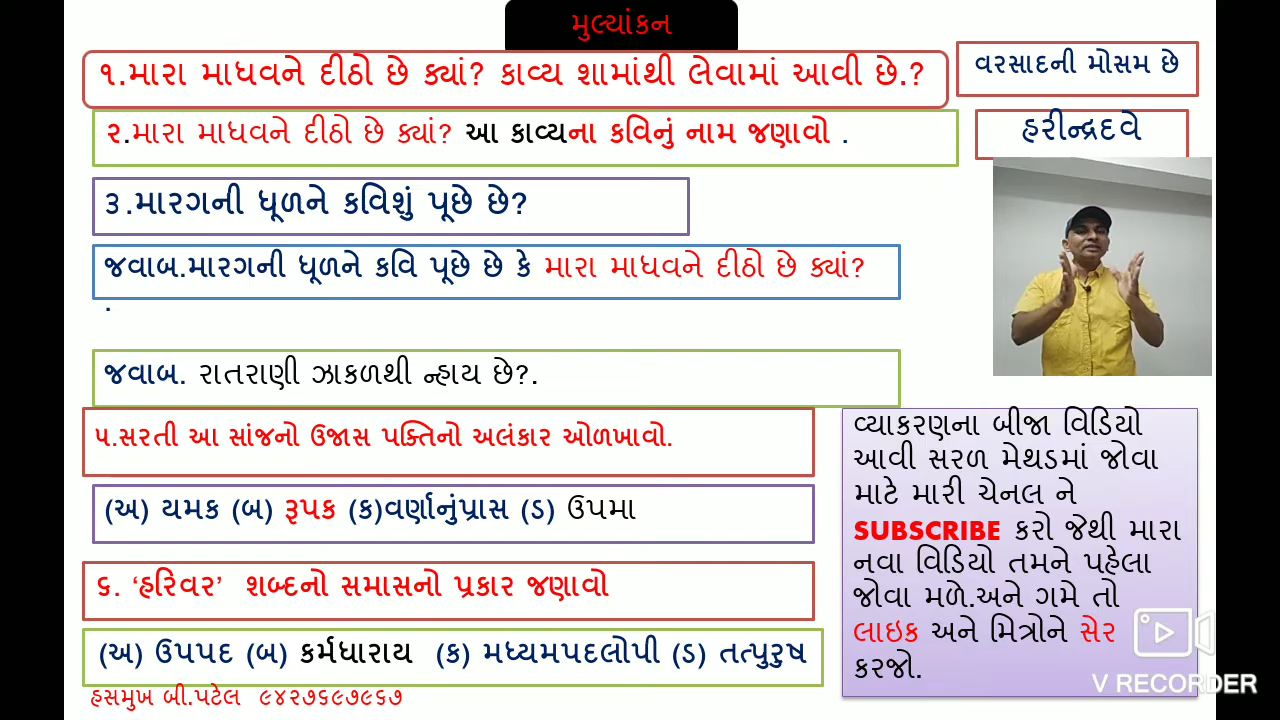 મુલ્યાંકન
૧.મારા માધવને દીઠો છે ક્યાં? કાવ્ય શામાંથી લેવામાં આવી છે.?
વરસાદની મોસમ છે
૨.મારા માધવને દીઠો છે ક્યાં? આ કાવ્યના કવિનું નામ જણાવો .
હરીન્દ્રદવે
૩.મારગની ધૂળને કવિશું પૂછે છે?
જવાબ.મારગની ધૂળને કવિ પૂછે છે કે મારા માધવને દીઠો છે ક્યાં?
.
જવાબ. રાતરાણી ઝાકળથી ન્હાય છે?.
૫.સરતી આ સાંજનો ઉજાસ પક્તિનો અલંકાર ઓળખાવો.
(અ) યમક (બ) રૂપક (ક)વર્ણાનુંપ્રાસ (ડ) ઉપમા
૬. ‘હરિવર’ શબ્દનો સમાસનો પ્રકાર જણાવો
(અ) ઉપપદ (બ) કર્મધારાય (ક) મધ્યમપદલોપી (ડ) તત્પુરુષ
હસમુખ બી.પટેલ ૯૪૨૭૬૯૭૯૬૭
વ્યાકરણના બીજા વિડિયો
આવી સરળ મેથડમાં જોવા
માટે મારી ચેનલ ને
SUBSCRIBE કરો જેથી મારા
નવા વિડિયો તમને પહેલા
જોવા મળે.અને ગમે તો
લાઇક અને મિત્રોને સેર
કરજો.
V RECORDER